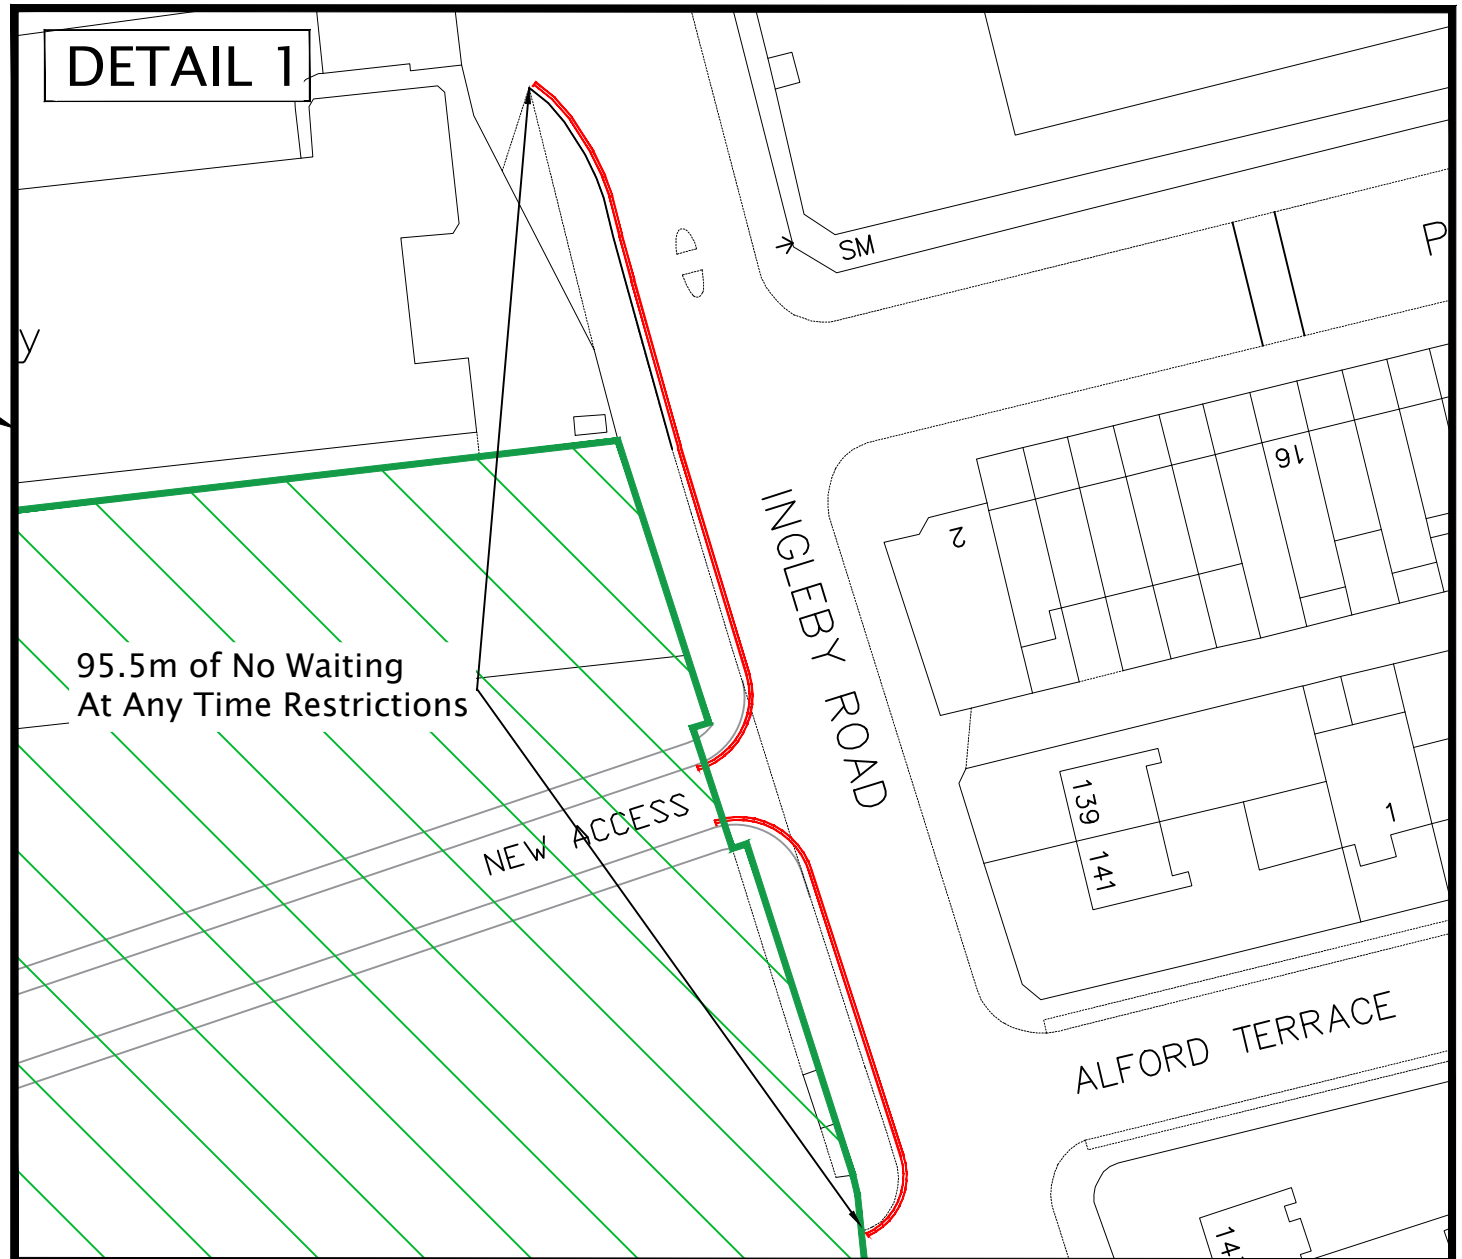 DETAIL 1
SM
P
y
16
2
INGLEBY ROAD
95.5m of No Waiting
At Any Time Restrictions
139
1
NEW ACCESS
141
ALFORD TERRACE